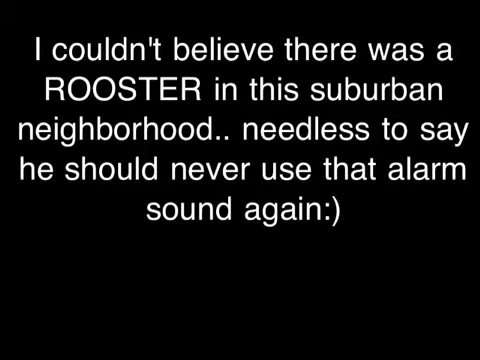 I couldn't believe there was a
ROOSTER in this suburban
neighborhood.. needless to say
he should never use that alarm
sound again:)